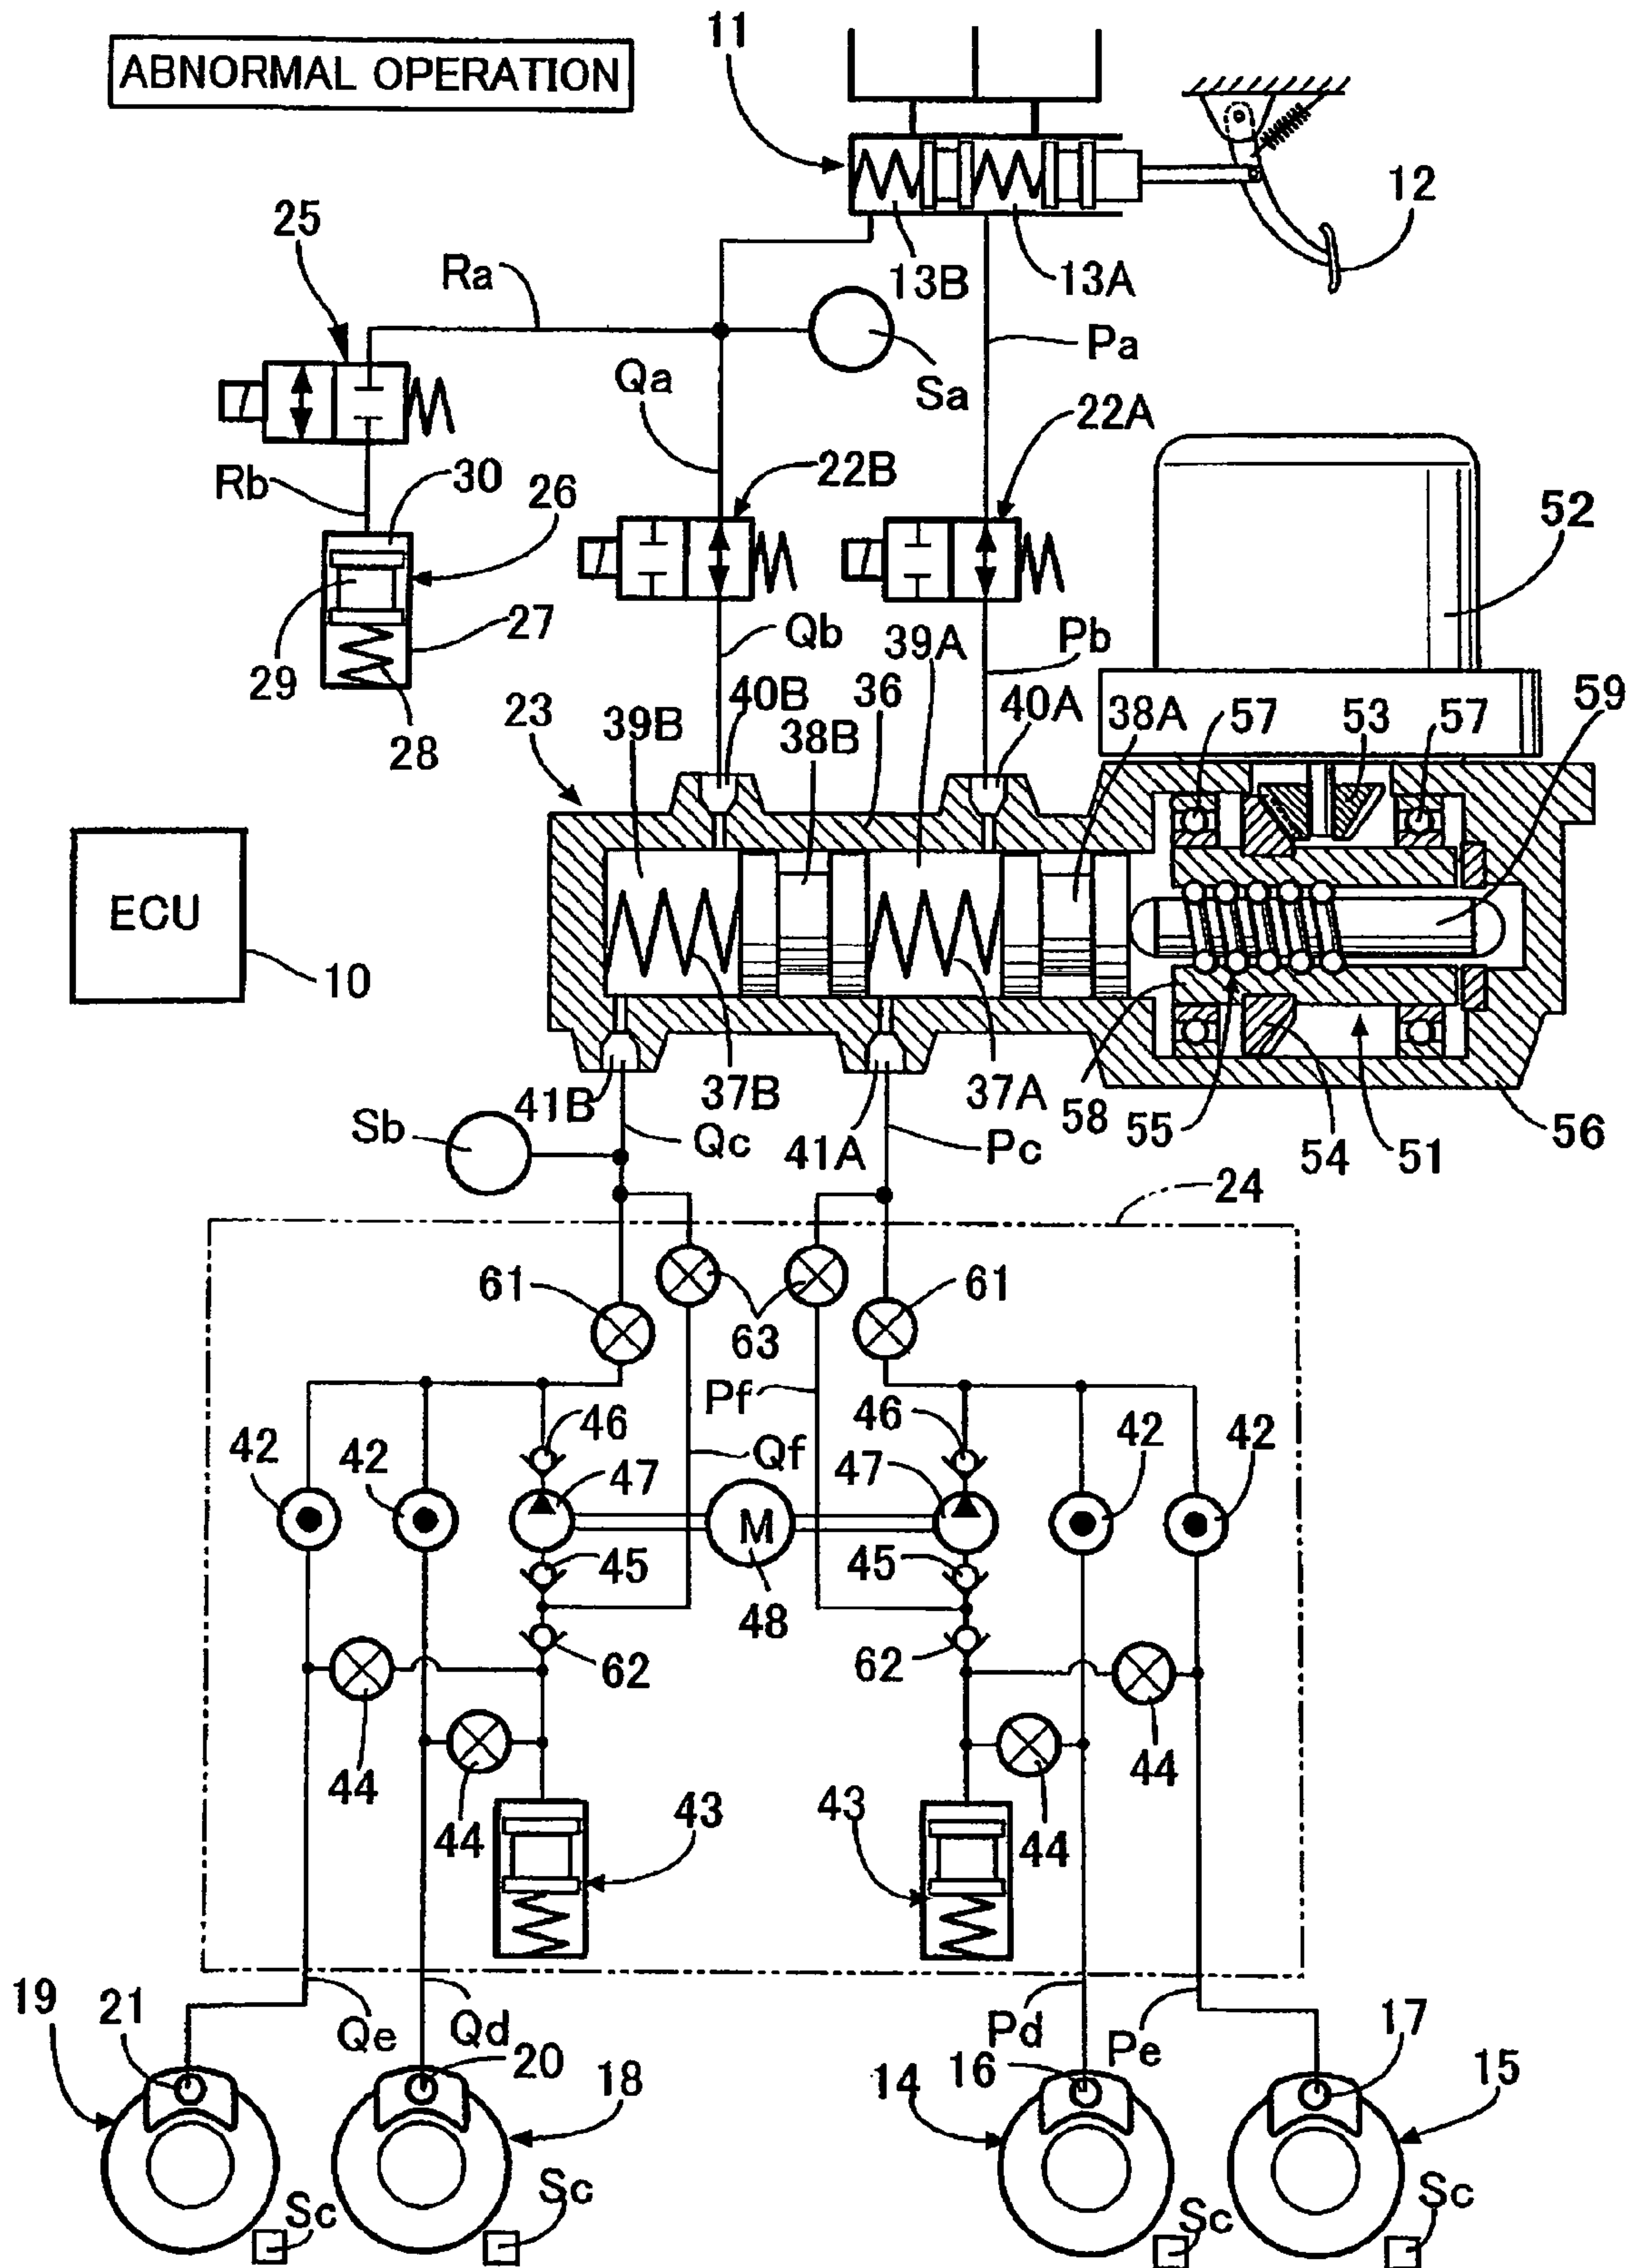 ABNORMAL OPERATION
11
12
13B
13A
25
Ra
Sa
Pa
Qa
22A
22B
Rb
30
26
52
27
29
28
Qb
39A
Pb
23
39B
40B
38B
36
40A
38A
57
53
57
59
ECU
10
41B
37B
37A
58
55
54
51
56
Sb
Qc
41A
Pc
24
61
63
61
Pf
46
46
42
42
47
Qf
47
42
42
M
45
45
48
62
62
44
44
44
44
43
43
19
21
Qe
Qd
20
18
14
16
Pd
Pe
17
15
Sc
Sc
Sc
Sc